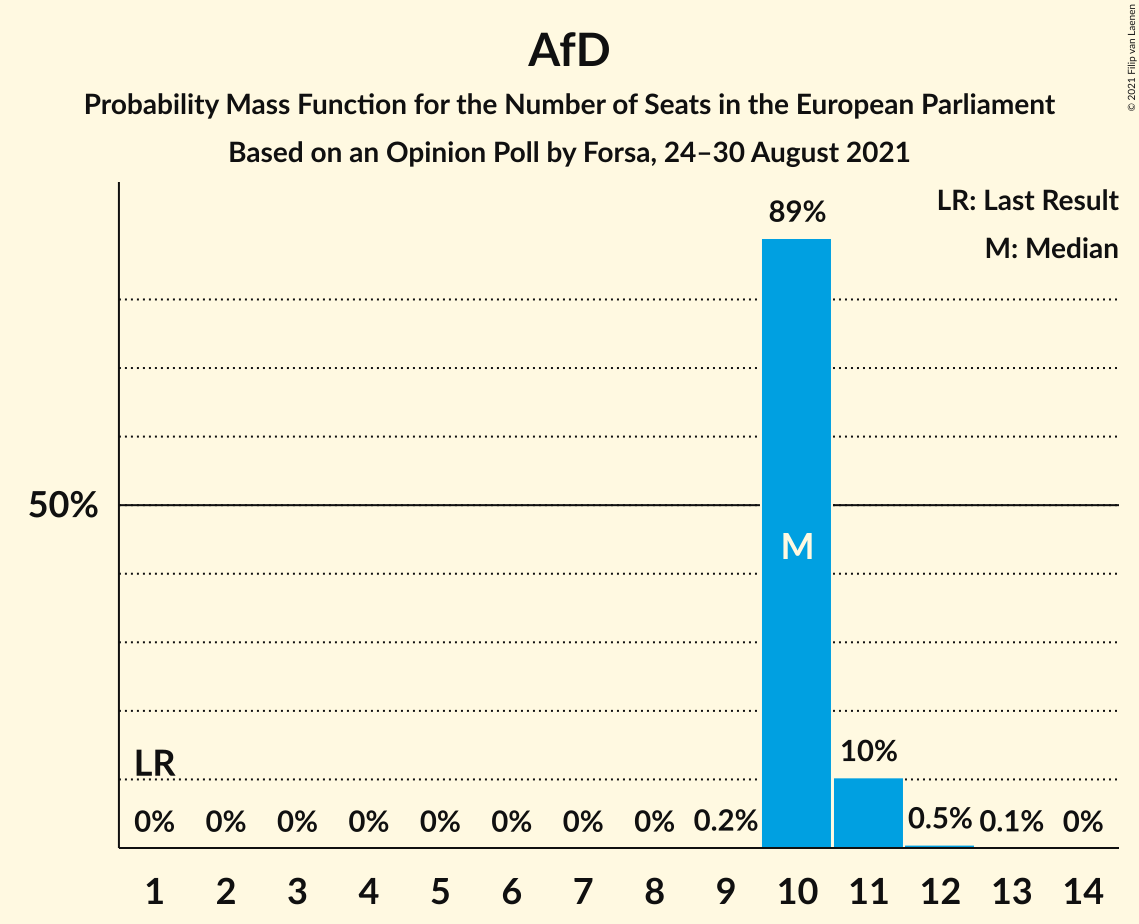 AfD
Probability Mass Function for the Number of Seats in the European Parliament
Based on an Opinion Poll by Forsa, 24–30 August 2021
© 2021 Filip van Laenen
LR: Last Result
M: Median
89%
50%
M
LR
10%
0% 0% 0% 0% 0% 0% 0% 0% 0.2% 0.5% 0.1% 0%
1 2 3 4 5 6 7 8 9 10 11 12 13 14